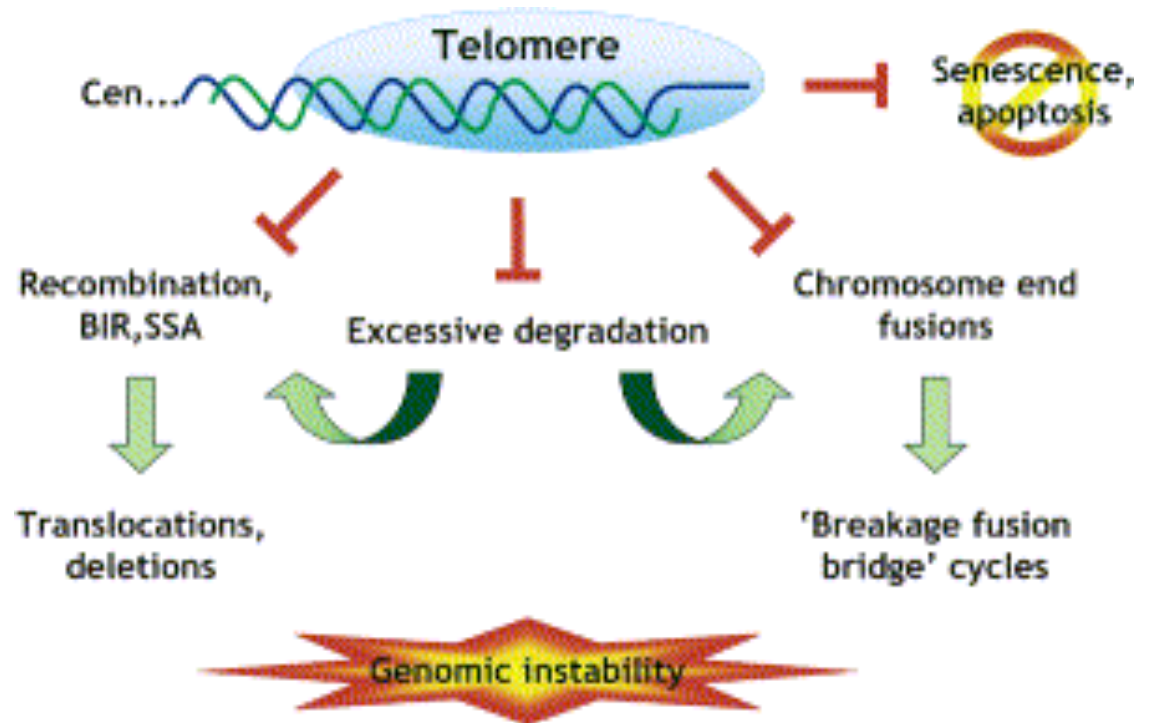 Telomere
Cen...
Senescence,
apoptosis
Recombination,
BIR,SSA
Excessive degradation
Chromosome end
fusions
Translocations,
deletions
'Breakage fusion
bridge' cycles
Genomic instability